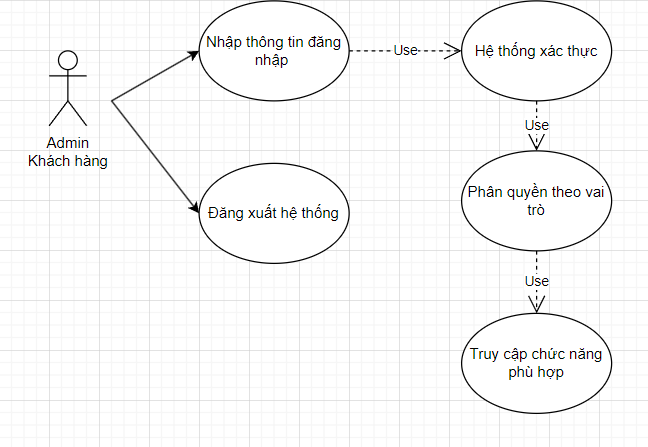 Nhập thông tin đăng
nhập
Use
Hệ thống xác thực
Admin
Khách hàng
Use
Đăng xuất hệ thống
Phân quyền theo vai
trò
Use
Truy cập chức năng
phù hợp